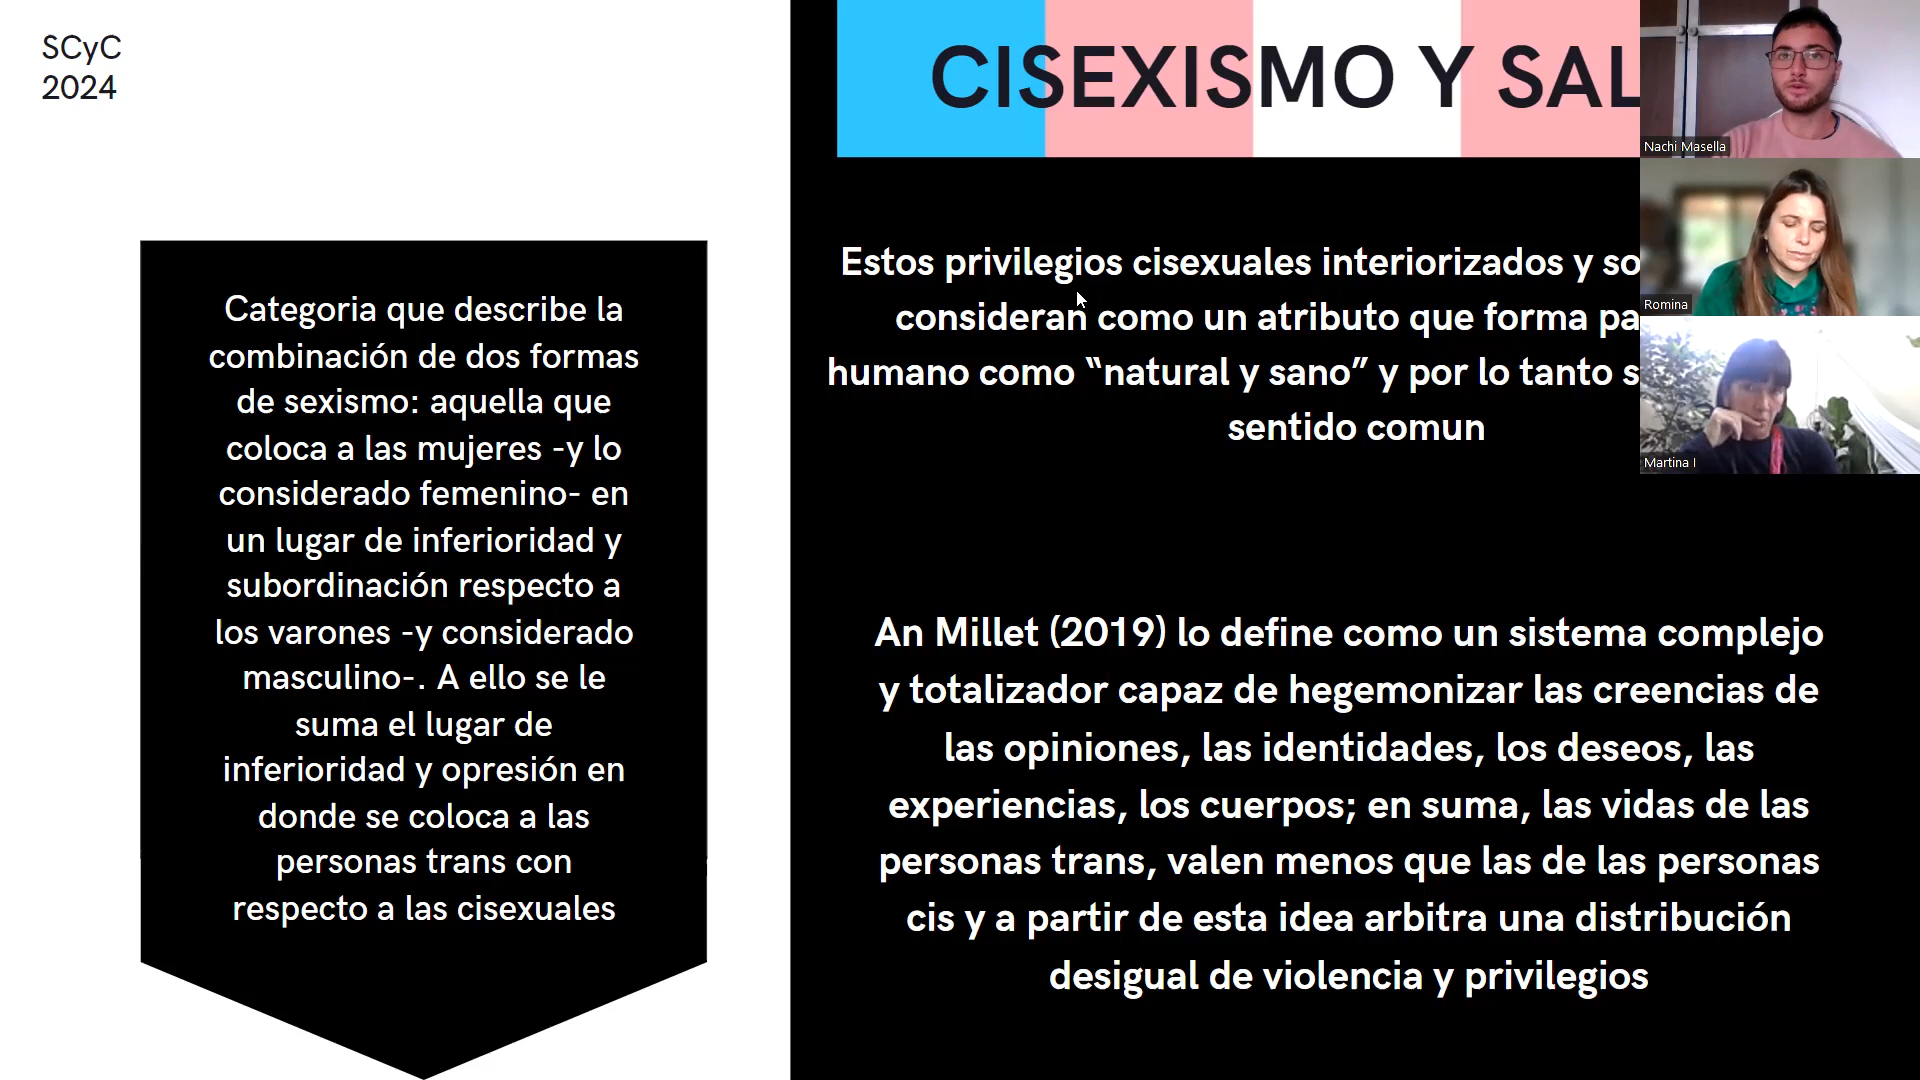 SCyC
2024
CISEXISMO Y SAL
Categoria que describe la
combinación de dos formas
de sexismo: aquella que
coloca a las mujeres -y lo
considerado femenino- en
un lugar de inferioridad y
subordinación respecto a
los varones -y considerado
masculino-. A ello se le
suma el lugar de
inferioridad y opresión en
donde se coloca a las
personas trans con
respecto a las cisexuales
Estos privilegios cisexuales interiorizados y so
consideran como un atributo que forma pa
humano como “natural y sano” y por lo tanto s
sentido comun
An Millet (2019) lo define como un sistema complejo
y totalizador capaz de hegemonizar las creencias de
las opiniones, las identidades, los deseos, las
experiencias, los cuerpos; en suma, las vidas de las
personas trans, valen menos que las de las personas
cis y a partir de esta idea arbitra una distribución
desigual de violencia y privilegios
Nachi Masella
Romina
Martina I